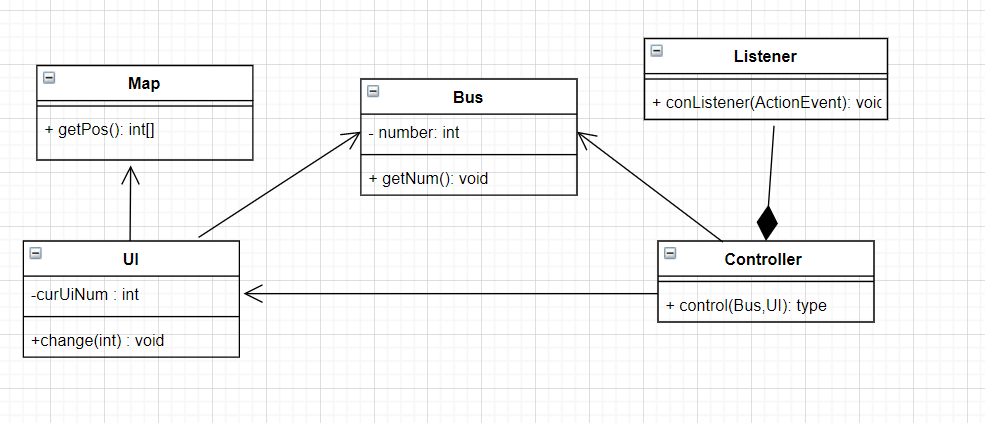 Map
+ getPos(): int[]
Bus
- number: int
+ getNum(): void
Listener
+ conListener(ActionEvent): voic
UI
-curUiNum : int
+change(int) : void
Controller
+ control(Bus,UI): type